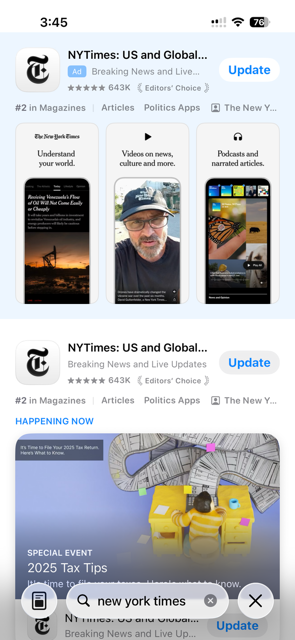 3:45
76
NYTimes: US and Global...
Ad Breaking News and Live...
643K Editors' Choice
#2 in Magazines Articles Politics Apps The New Y...
The New York Times
Understand
your world.
Videos on news,
culture and more.
Podcasts and
narrated articles.
Reviving Venezuela's Flood
of Oil Will Not Come Easily
or Cheaply
NYTimes: US and Global...
Breaking News and Live Updates
643K Editors' Choice
#2 in Magazines Articles Politics Apps The New Y...
Update
Update
HAPPENING NOW
It's Time to File Your 2025 Tax Return.
Here's What to Know.
SPECIAL EVENT
2025 Tax Tips
It's time to file your taxes. Here's what to know.
new york times
NYTimes: US and Global...
Breaking News and Live Updates
Update